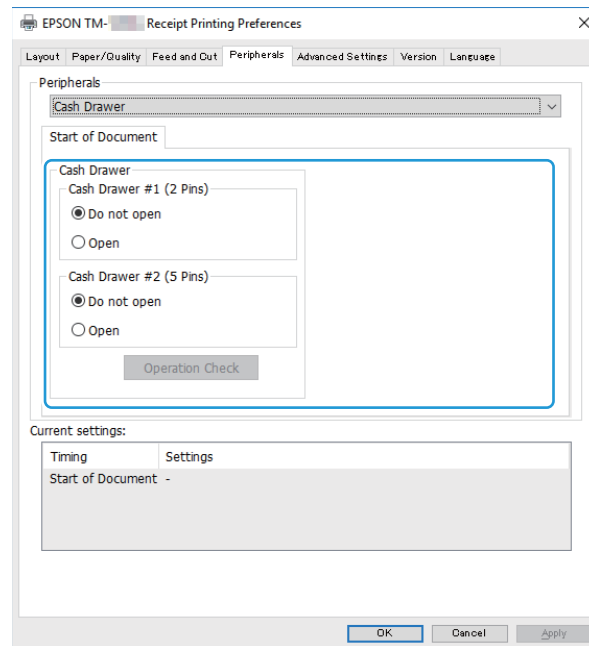 EPSON TM- Receipt Printing Preferences
Layout Paper/Quality Feed and Cut Peripherals Advanced Settings Version Language
Peripherals
Cash Drawer
Start of Document
Cash Drawer
Cash Drawer #1 (2 Pins)
Do not open
Open
Cash Drawer #2 (5 Pins)
Do not open
Open
Operation Check
Current settings:
Timing Settings
Start of Document -
OK Cancel Apply